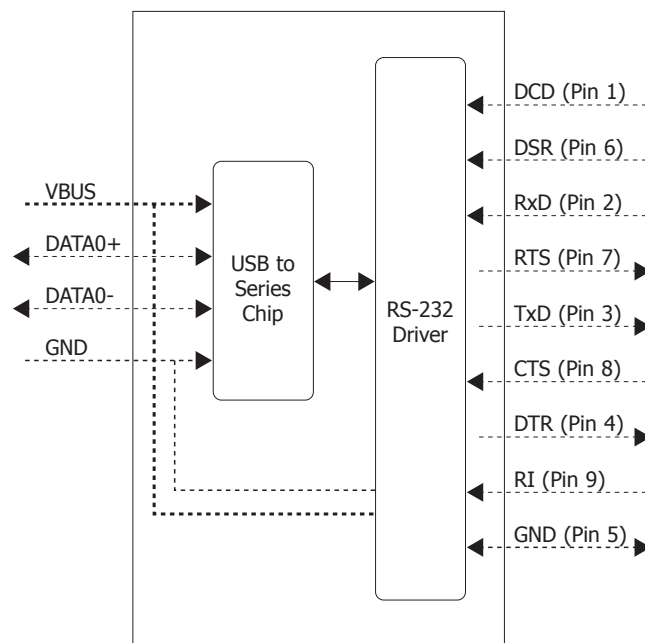 VBUS
DATA0+
DATA0-
GND
USB to
Series
Chip
RS-232
Driver
DCD (Pin 1)
DSR (Pin 6)
RxD (Pin 2)
RTS (Pin 7)
TxD (Pin 3)
CTS (Pin 8)
DTR (Pin 4)
RI (Pin 9)
GND (Pin 5)